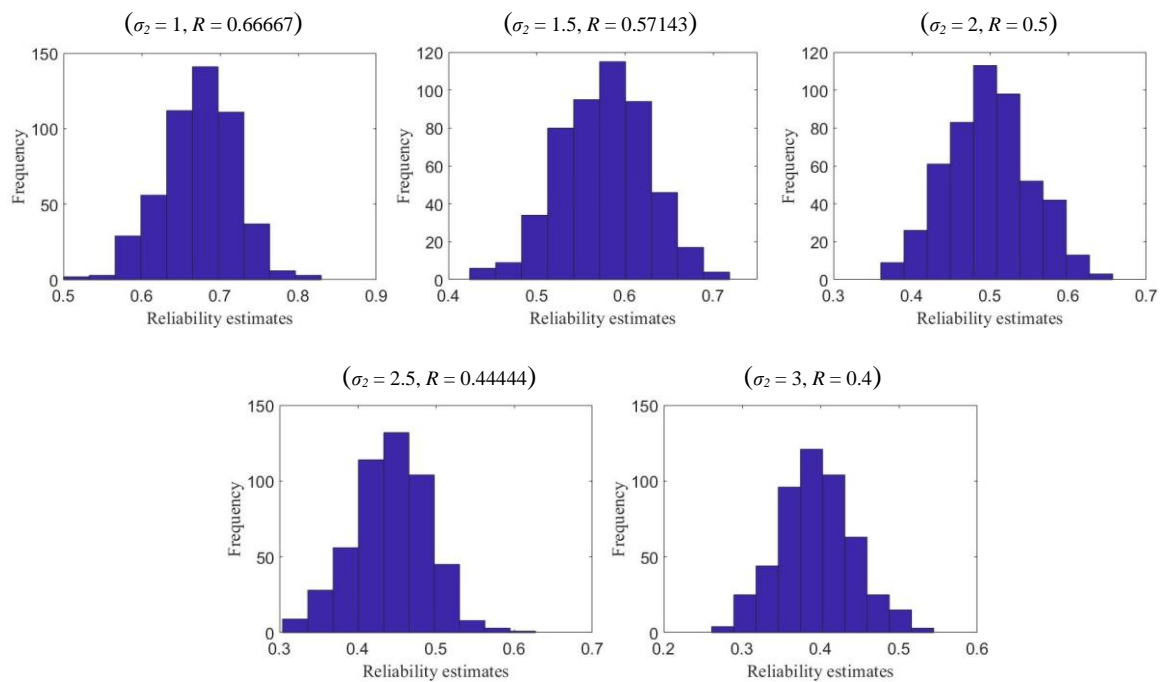 (σ2 = 1, R = 0.66667)
(σ2 = 1.5, R = 0.57143)
(σ2 = 2, R = 0.5)
150
100
50
0
Frequency
0.5 0.6 0.7 0.8 0.9
Reliability estimates
120
100
80
60
40
20
0
Frequency
0.4 0.5 0.6 0.7
Reliability estimates
120
100
80
60
40
20
0
Frequency
0.3 0.4 0.5 0.6 0.7
Reliability estimates
(σ2 = 2.5, R = 0.44444)
(σ2 = 3, R = 0.4)
150
100
50
0
Frequency
0.3 0.4 0.5 0.6 0.7
Reliability estimates
150
100
50
0
Frequency
0.2 0.3 0.4 0.5 0.6
Reliability estimates